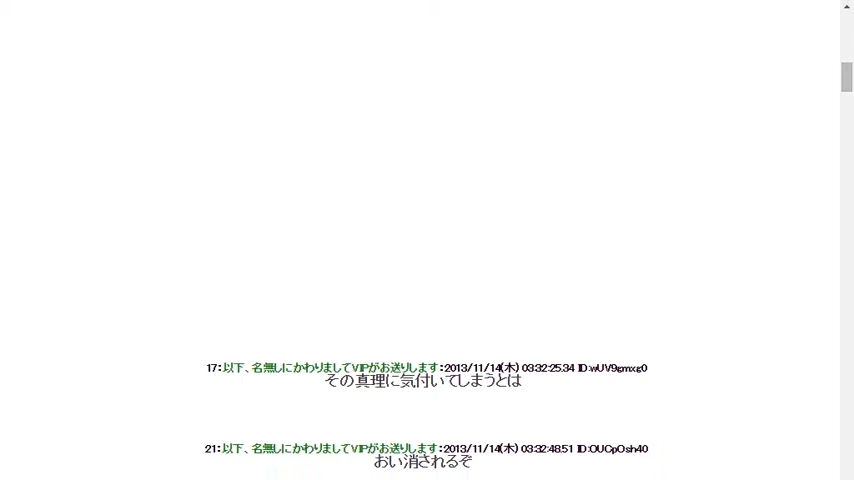 17：以下、名無しにかわりましてVIPがお送りします：2013/11/14(木) 03:32:25.34 ID:wUV9gmxg0
その真理に気付いてしまうとは
21：以下、名無しにかわりましてVIPがお送りします：2013/11/14(木) 03:32:48.51 ID:OUCpOsh40
おい消されるぞ